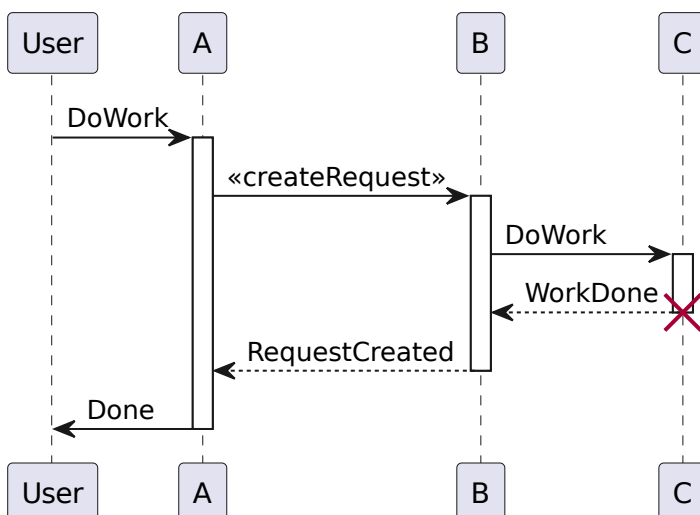 User A B C
DoWork
«createRequest»
DoWork
WorkDone
RequestCreated
Done
User A B C